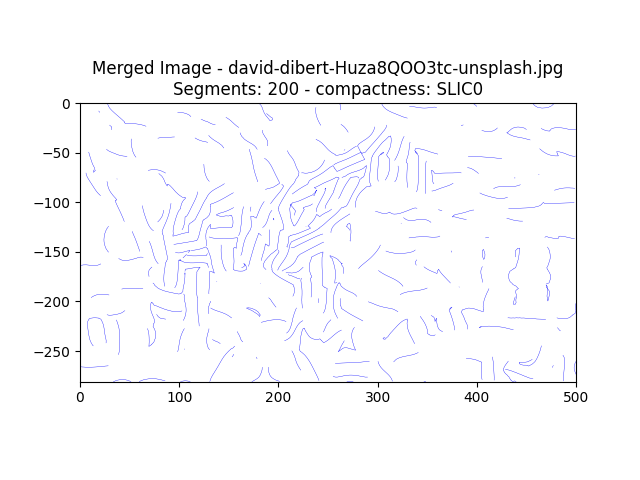 Merged Image - david-dibert-Huza8QOO3tc-unsplash.jpg
Segments: 200 - compactness: SLIC0
0
−50
−100
−150
−200
−250
0 100 200 300 400 500